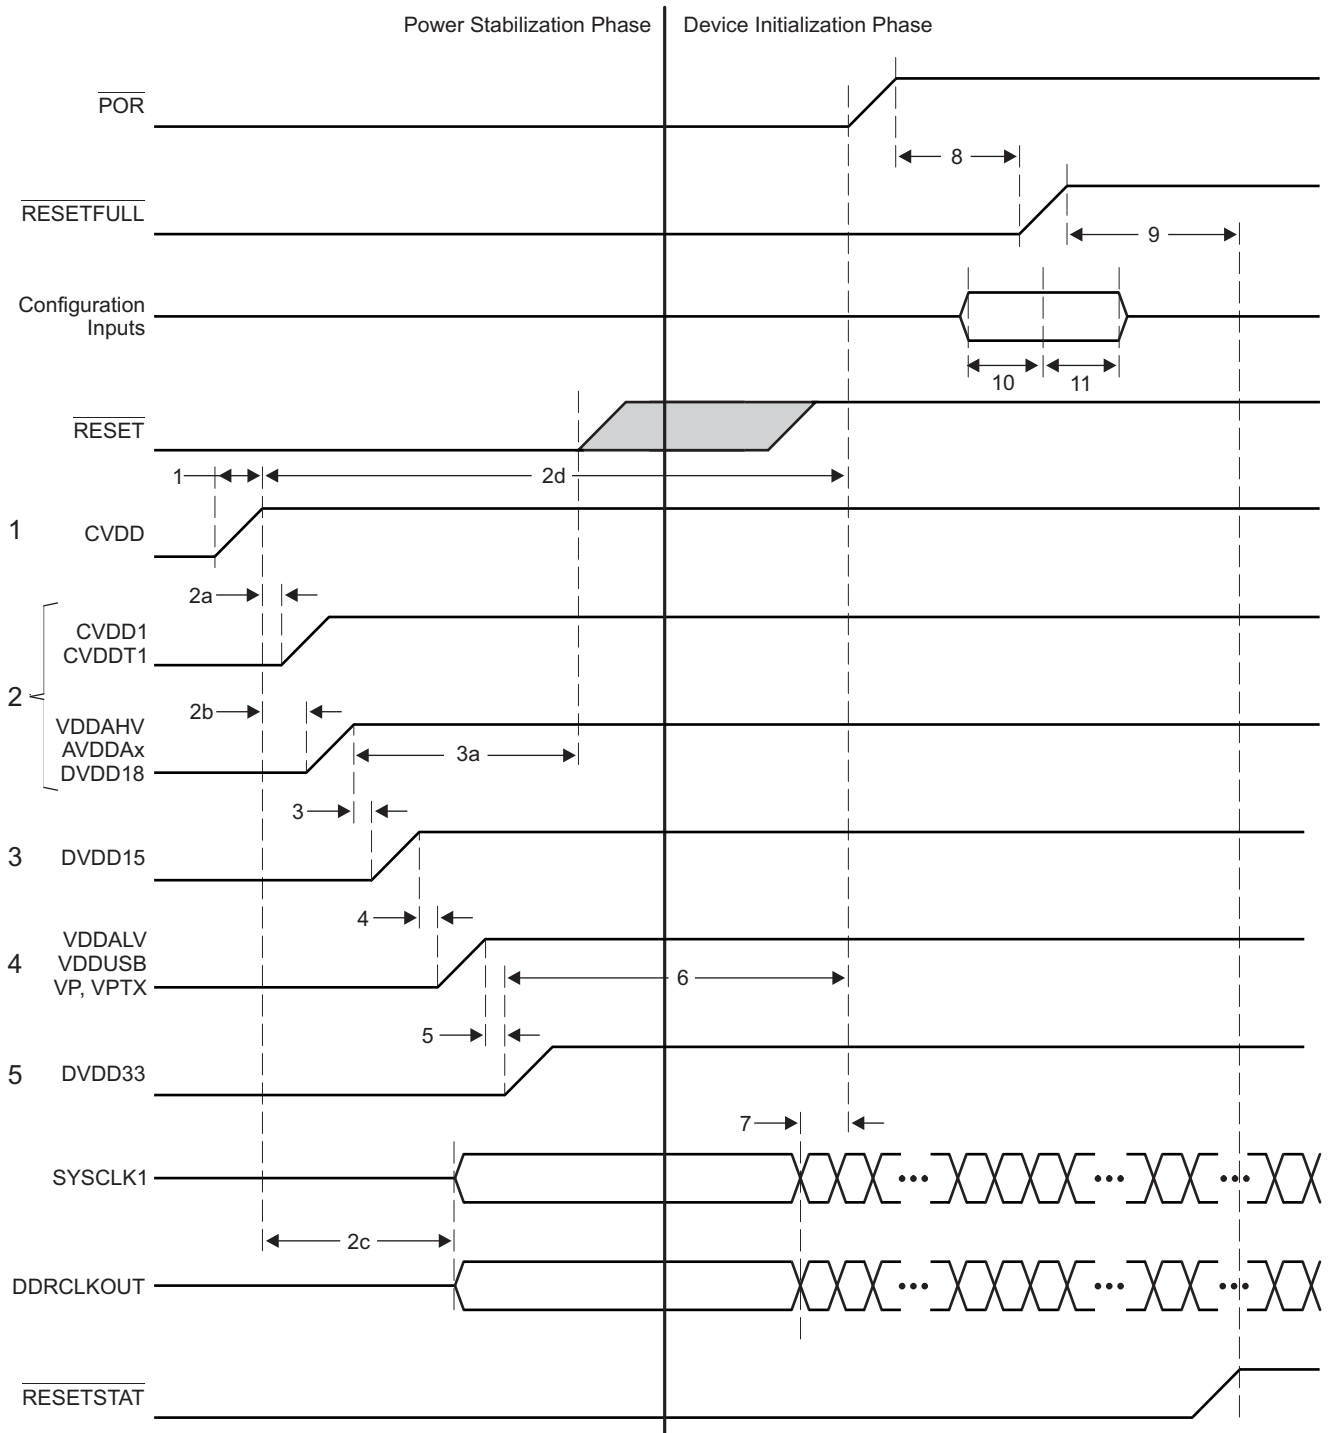 Power Stabilization Phase
Device Initialization Phase
POR
8
RESETFULL
9
Configuration
Inputs
10
11
RESET
1
2d
1
CVDD
2a
CVDD1
CVDDT1
2
2b
VDDAHV
AVDDAx
DVDD18
3a
3
3
DVDD15
4
4
VDDALV
VDDUSB
VP, VPTX
6
5
5
DVDD33
7
SYSCLK1
...
...
...
2c
DDRCLKOUT
...
...
...
RESETSTAT